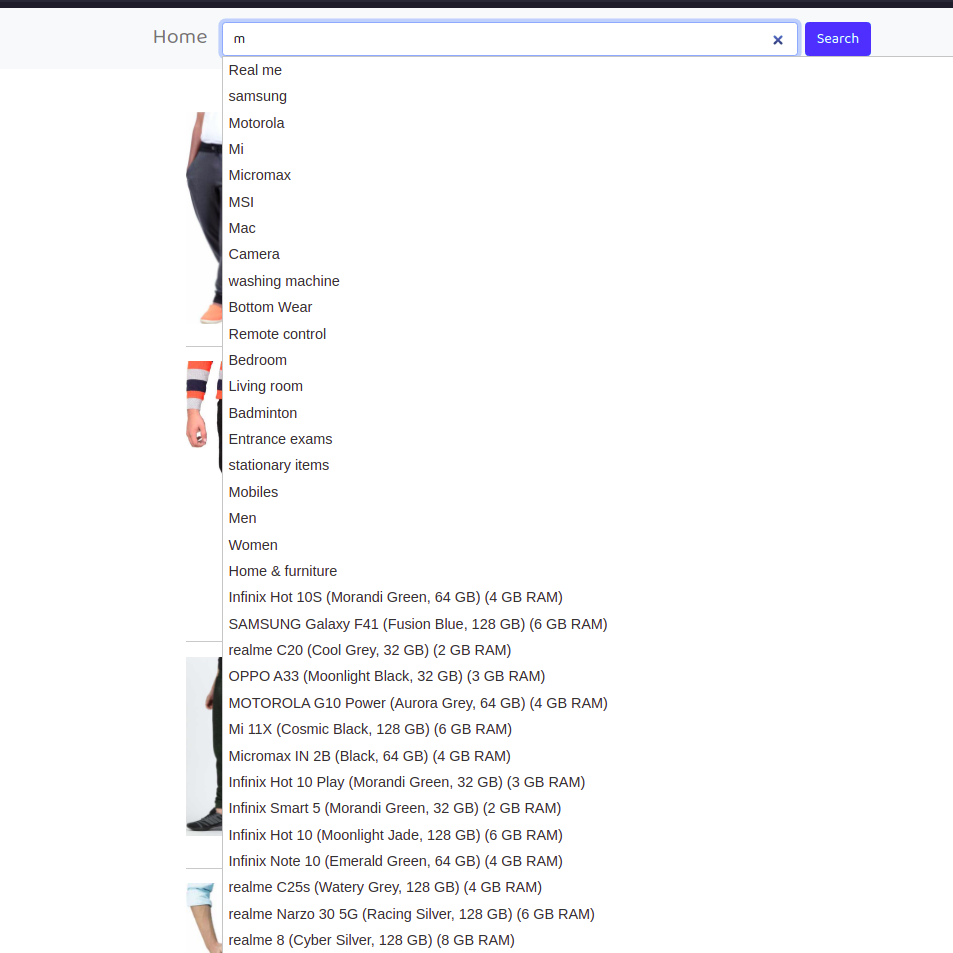 Home
m
Search
Real me
samsung
Motorola
Mi
Micromax
MSI
Mac
Camera
washing machine
Bottom Wear
Remote control
Bedroom
Living room
Badminton
Entrance exams
stationary items
Mobiles
Men
Women
Home & furniture
Infinix Hot 10S (Morandi Green, 64 GB) (4 GB RAM)
SAMSUNG Galaxy F41 (Fusion Blue, 128 GB) (6 GB RAM)
realme C20 (Cool Grey, 32 GB) (2 GB RAM)
OPPO A33 (Moonlight Black, 32 GB) (3 GB RAM)
MOTOROLA G10 Power (Aurora Grey, 64 GB) (4 GB RAM)
Mi 11X (Cosmic Black, 128 GB) (6 GB RAM)
Micromax IN 2B (Black, 64 GB) (4 GB RAM)
Infinix Hot 10 Play (Morandi Green, 32 GB) (3 GB RAM)
Infinix Smart 5 (Morandi Green, 32 GB) (2 GB RAM)
Infinix Hot 10 (Moonlight Jade, 128 GB) (6 GB RAM)
Infinix Note 10 (Emerald Green, 64 GB) (4 GB RAM)
realme C25s (Watery Grey, 128 GB) (4 GB RAM)
realme Narzo 30 5G (Racing Silver, 128 GB) (6 GB RAM)
realme 8 (Cyber Silver, 128 GB) (8 GB RAM)